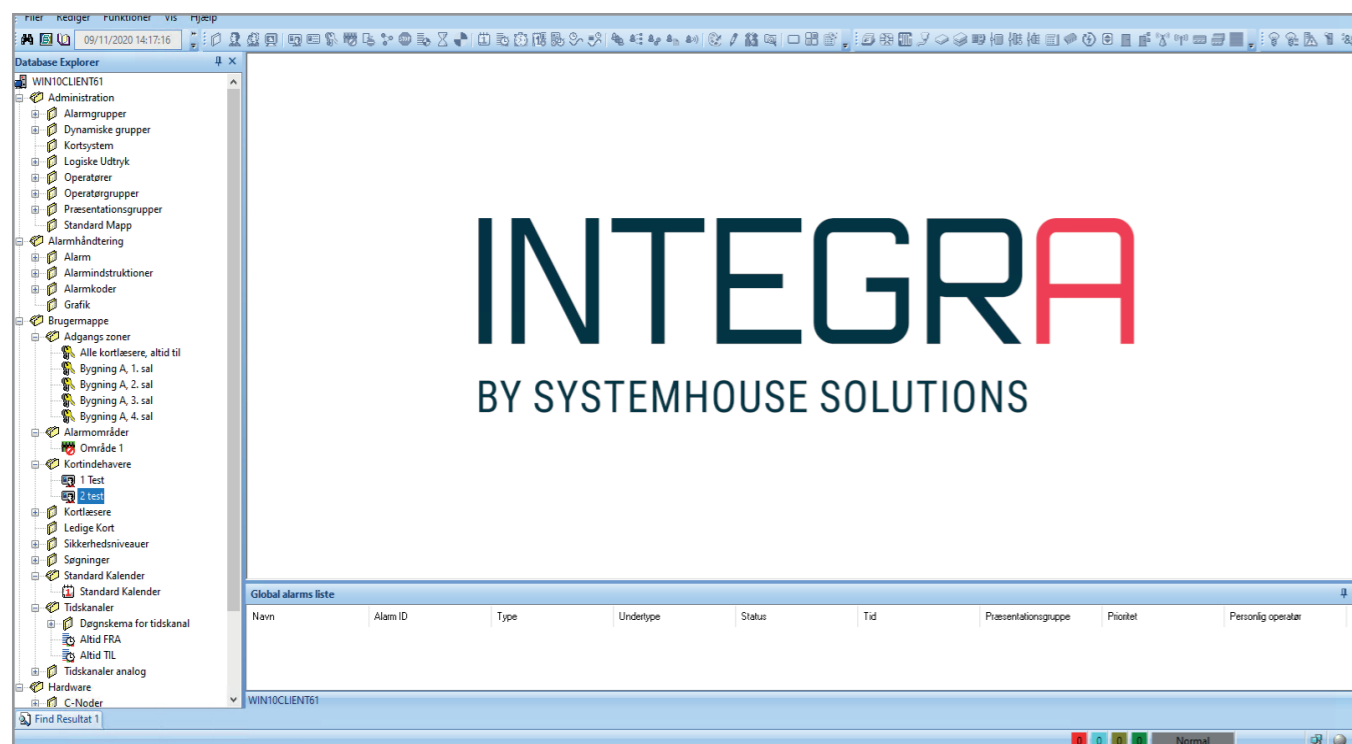 Filer Rediger Funktioner Vis Hjælp
09/11/2020 14:17:16
Database Explorer
WIN10CLIENT61
Administration
Alarmgrupper
Dynamiske grupper
Kortsystem
Logiske Udtryk
Operatører
Operatørgrupper
Præsentationsgrupper
Standard Mapp
Alarmhåndtering
Alarm
Alarmindstruktioner
Alarmkoder
Grafik
Brugermappe
Adgangs zoner
Alle kortlæsere, altid til
Bygning A, 1. sal
Bygning A, 2. sal
Bygning A, 3. sal
Bygning A, 4. sal
Alarmområder
Område 1
Kortindehavere
1 Test
2 test
Kortlæsere
Ledige Kort
Sikkerhedsniveauer
Søgninger
Standard Kalender
Standard Kalender
Tidskanaler
Døgnskema for tidskanal
Altid FRA
Altid TIL
Tidskanaler analog
Hardware
C-Noder
Find Resultat 1
INTEGRA
BY SYSTEMHOUSE SOLUTIONS
Global alarms liste
Navn Alarm ID Type Undertype Status Tid Præsentationsgruppe Prioritet Personlig operatør
WIN10CLIENT61
0 0 0 0 Normal